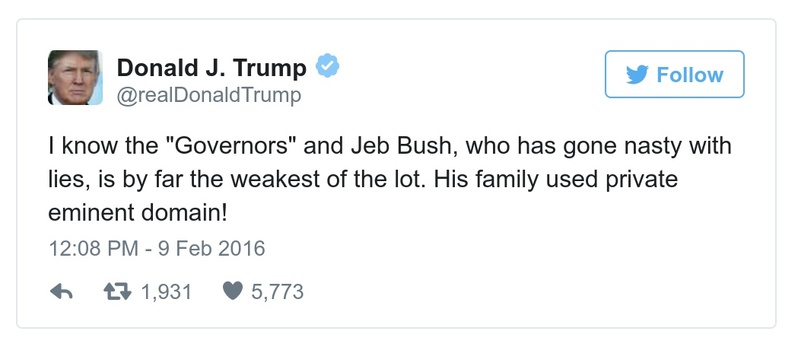 Donald J. Trump
@realDonaldTrump
Follow
I know the "Governors" and Jeb Bush, who has gone nasty with
lies, is by far the weakest of the lot. His family used private
eminent domain!
12:08 PM - 9 Feb 2016
1,931 5,773